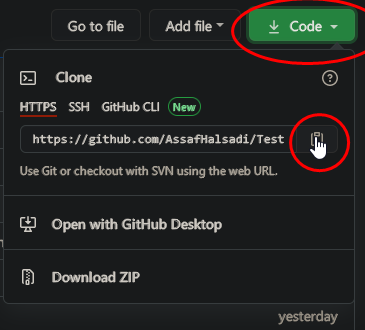 Go to file Add file Code
Clone
HTTPS SSH GitHub CLI New
https://github.com/AssafHalsadi/Test
Use Git or checkout with SVN using the web URL.
Open with GitHub Desktop
Download ZIP
yesterday